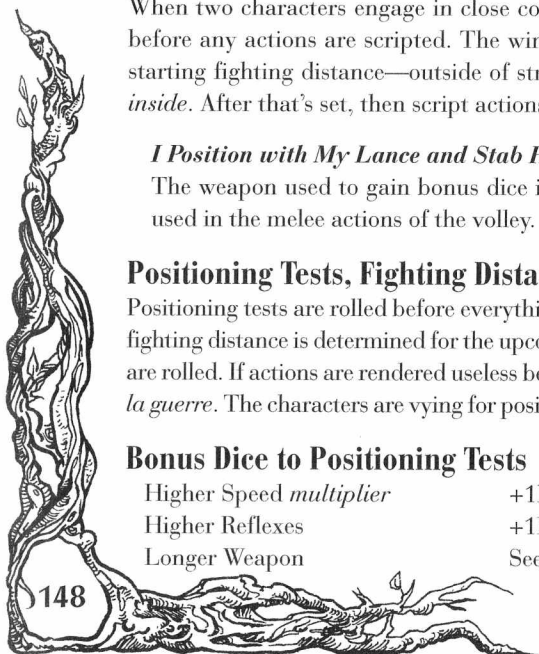 When two characters engage in close co
before any actions are scripted. The win
starting fighting distance—outside of str
inside. After that's set, then script actions
I Position with My Lance and Stab H
The weapon used to gain bonus dice i
used in the melee actions of the volley.
Positioning Tests, Fighting Dista
Positioning tests are rolled before everythi
fighting distance is determined for the upco
are rolled. If actions are rendered useless be
la guerre. The characters are vying for posi
Bonus Dice to Positioning Tests
Higher Speed multiplier +1
Higher Reflexes +1
Longer Weapon See
148